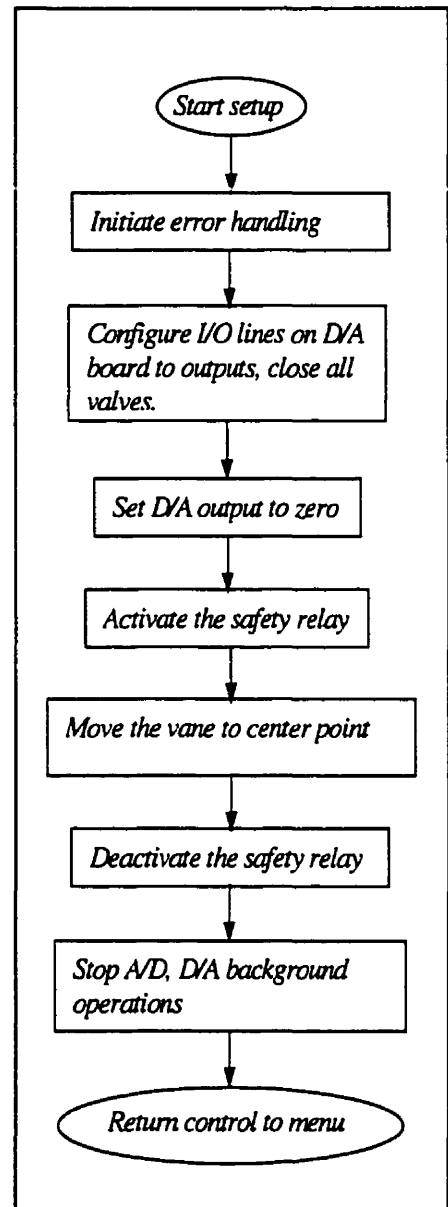 Start setup
Initiate error handling
Configure I/O lines on D/A
board to outputs, close all
valves.
Set D/A output to zero
Activate the safety relay
Move the vane to center point
Deactivate the safety relay
Stop A/D, D/A background
operations
Return control to menu